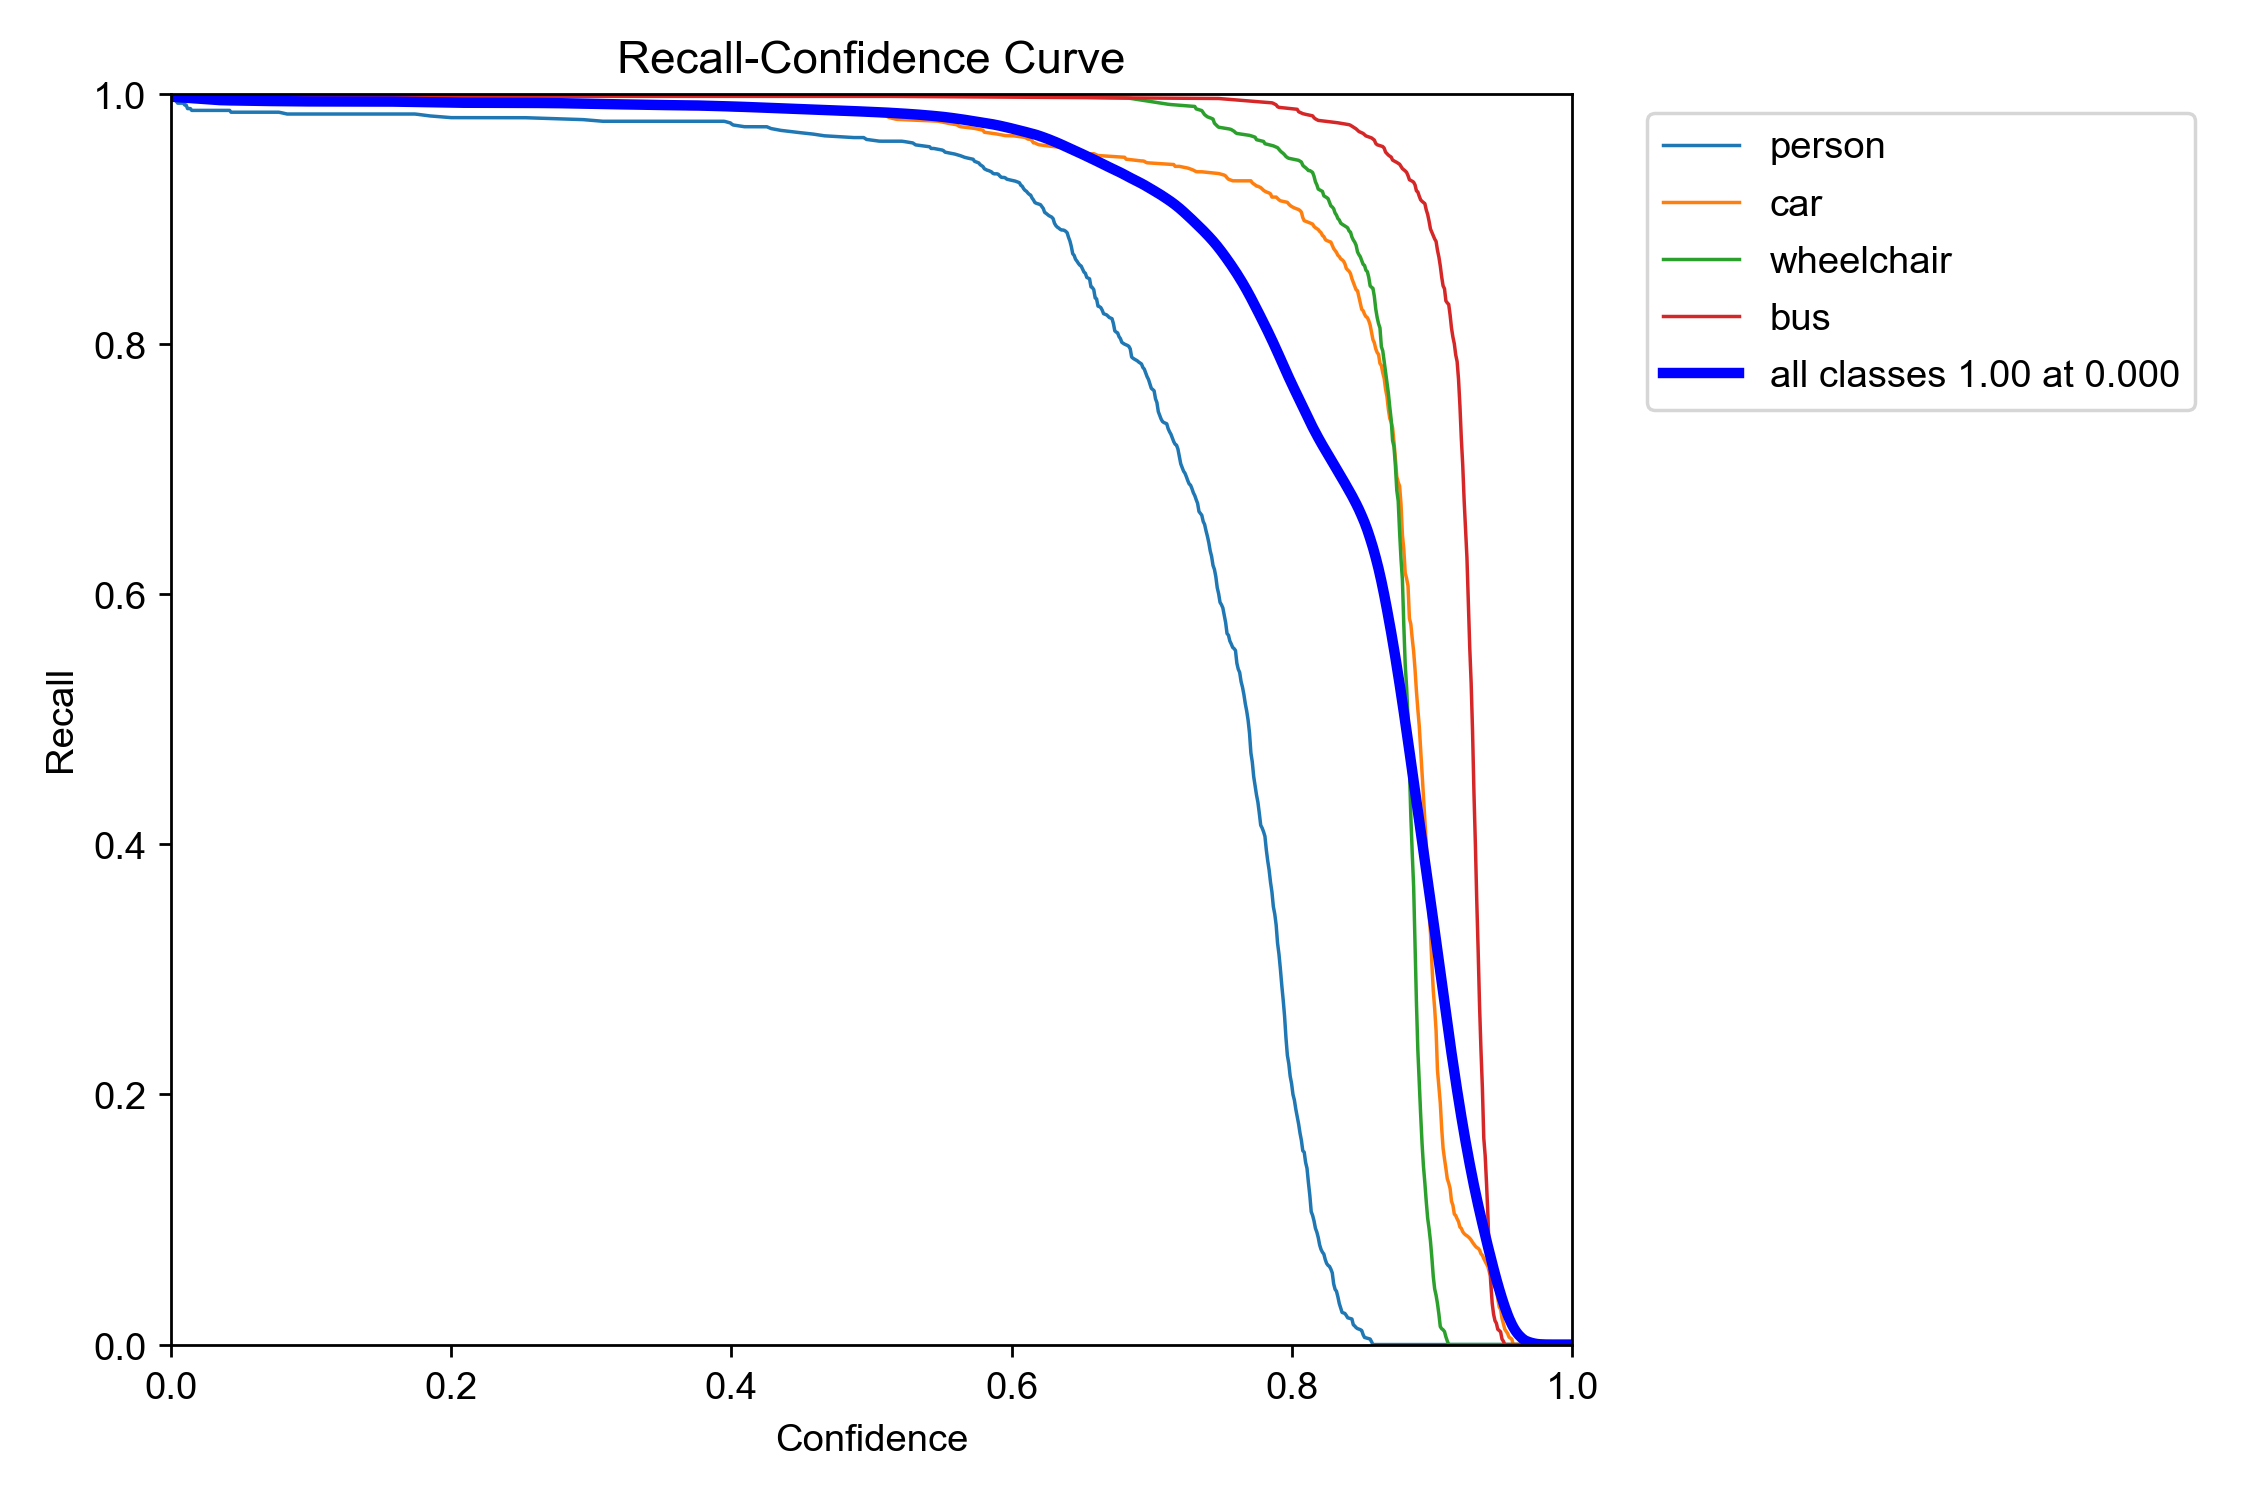 Recall-Confidence Curve
1.0
0.8
0.6
0.4
0.2
0.0
Recall
0.0 0.2 0.4 0.6 0.8 1.0
Confidence
person
car
wheelchair
bus
all classes 1.00 at 0.000